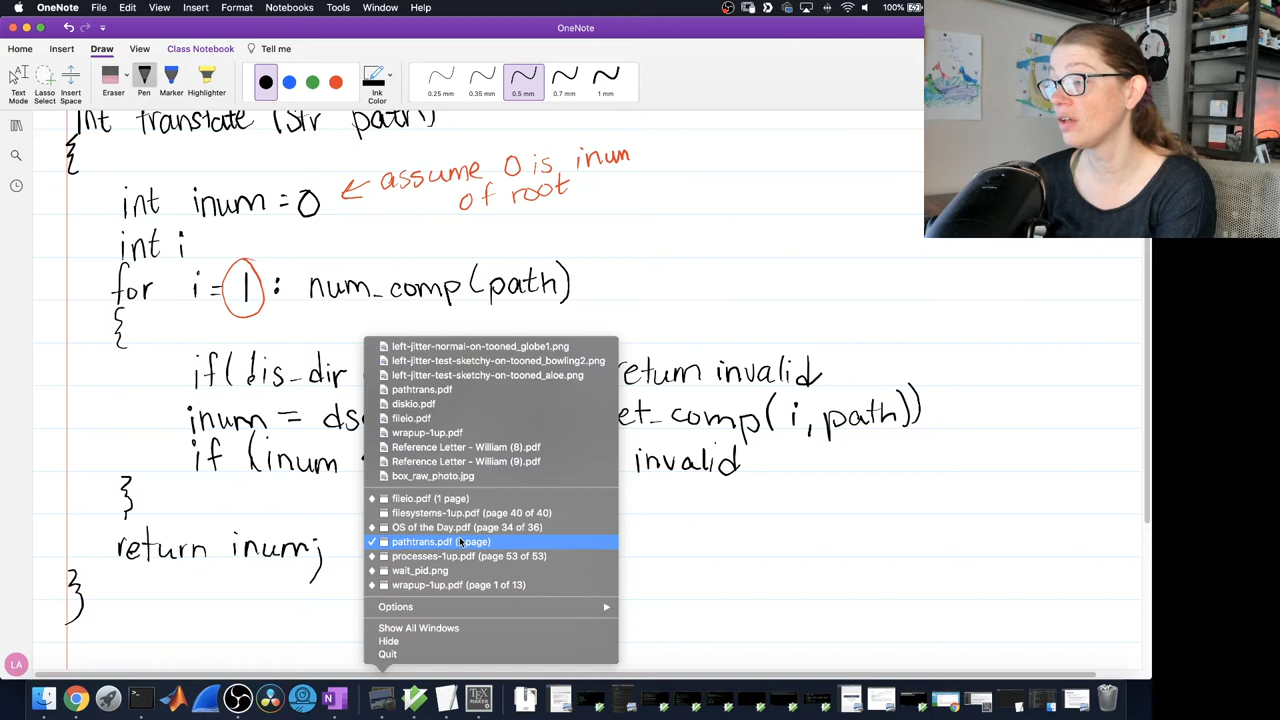 OneNote File Edit View Insert Format Notebooks Tools Window Help 100%
OneNote
Home Insert Draw View Class Notebook Tell me
Text Mode Lasso Select Insert Space Eraser Pen Marker Highlighter Ink Color 0.25 mm 0.35 mm 0.5 mm 0.7 mm 1 mm
int translate (str path)
{
int inum = 0 ← assume 0 is inum
of root
int i
for i = 1 : num_comp(path)
{
if( !is_dir return invalid
inum = et_comp(i, path))
if (inum invalid
}
return inum;
}
left-jitter-normal-on-tooned_globe1.png
left-jitter-test-sketchy-on-tooned_bowling2.png
left-jitter-test-sketchy-on-tooned_aloe.png
pathtrans.pdf
diskio.pdf
fileio.pdf
wrapup-1up.pdf
Reference Letter - William (8).pdf
Reference Letter - William (9).pdf
box_raw_photo.jpg
fileio.pdf (1 page)
filesystems-1up.pdf (page 40 of 40)
OS of the Day.pdf (page 34 of 36)
pathtrans.pdf page)
processes-1up.pdf (page 53 of 53)
wait_pid.png
wrapup-1up.pdf (page 1 of 13)
Options
Show All Windows
Hide
Quit
LA